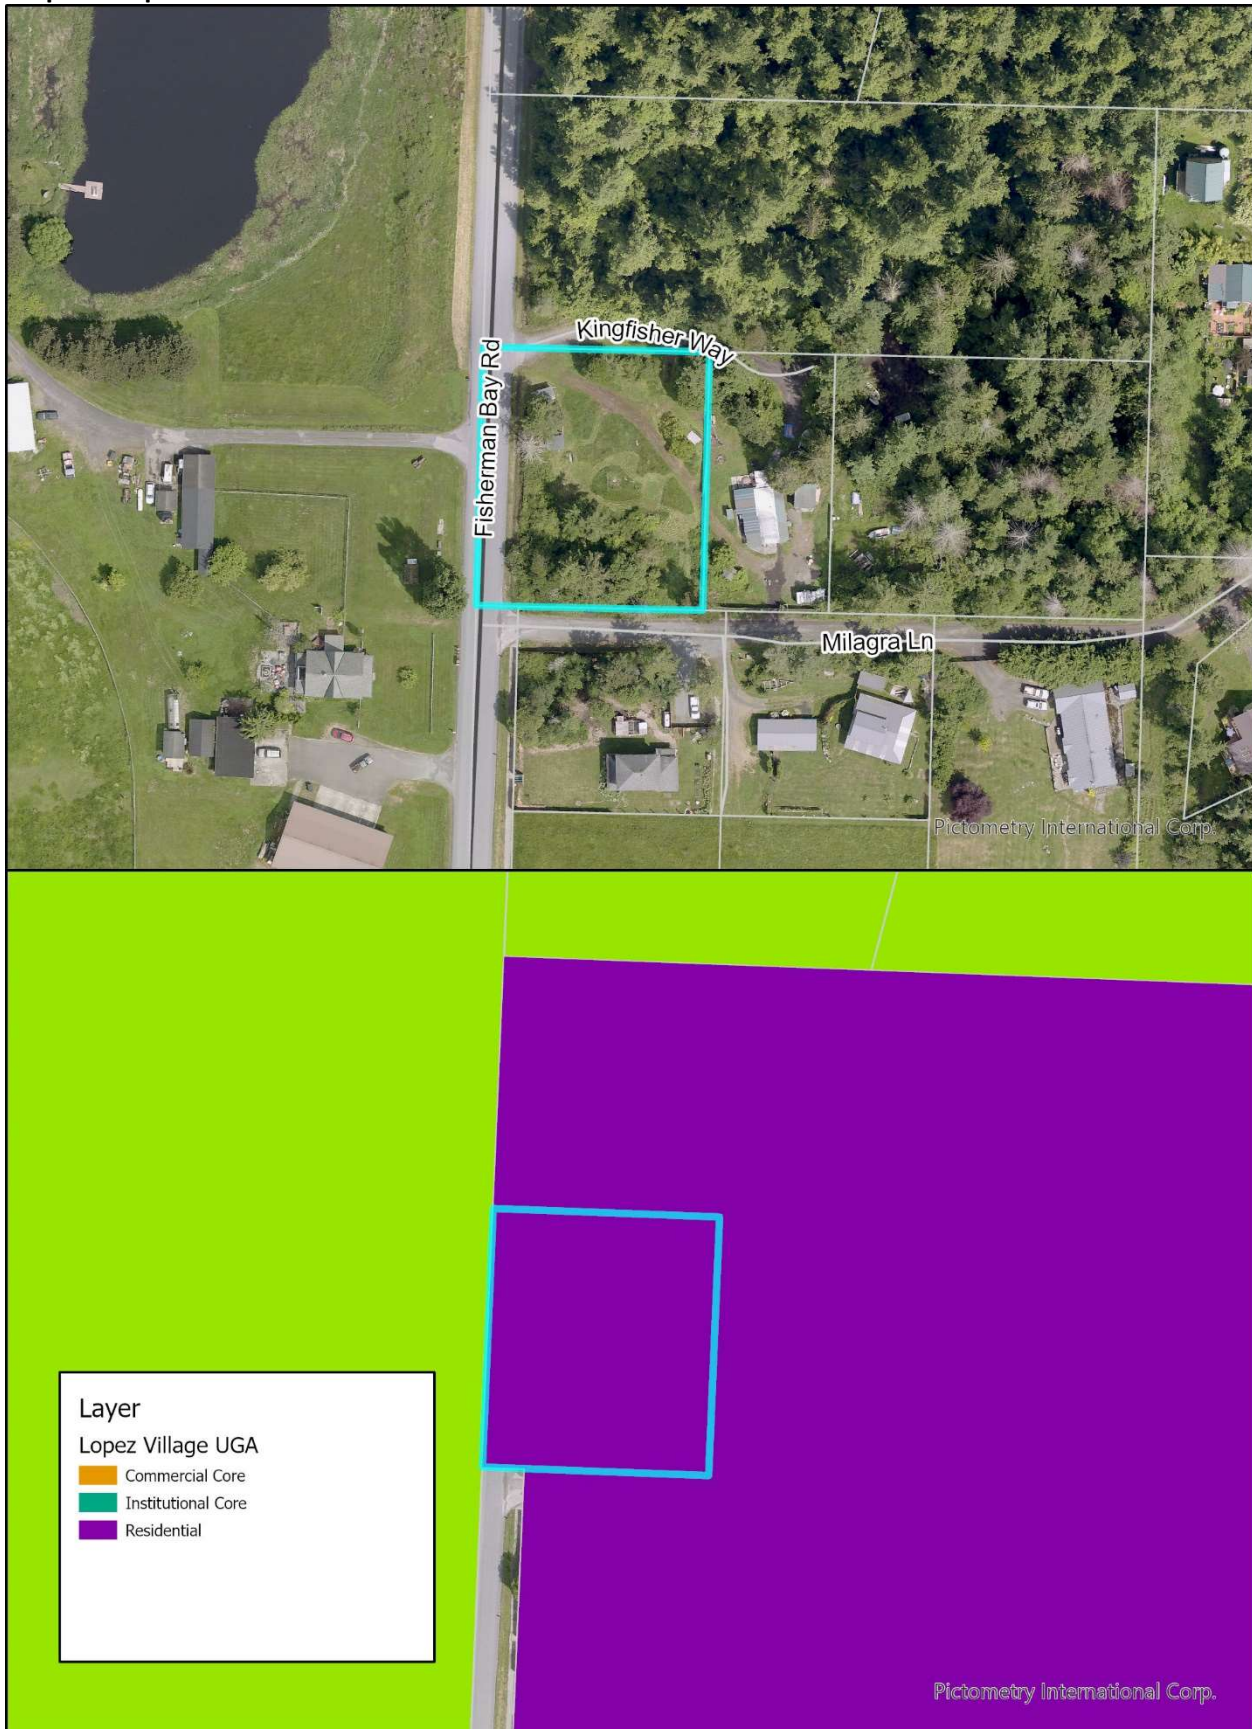 Kingfisher Way
Fisherman Bay Rd
Milagra Ln
Pictometry International Corp.
Layer
Lopez Village UGA
Commercial Core
Institutional Core
Residential
Pictometry International Corp.